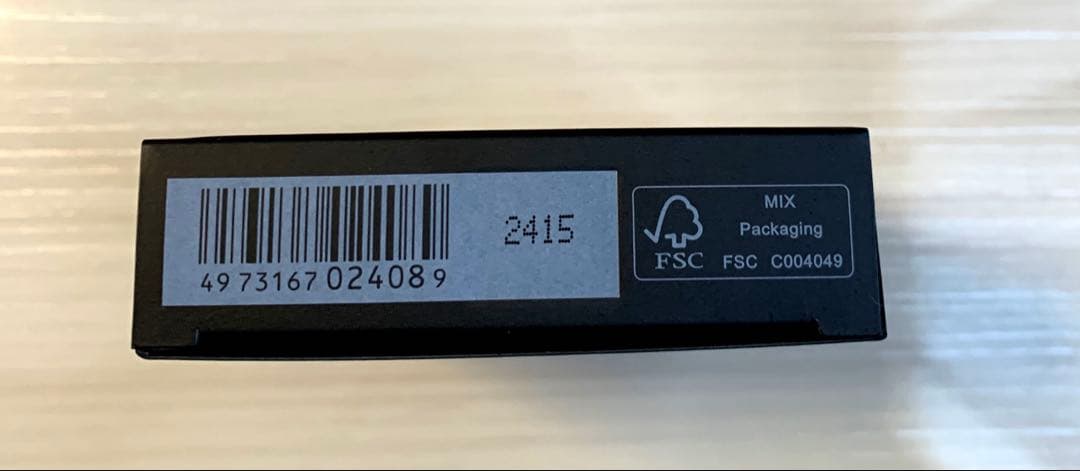 4973167024089
2415
FSC
MIX
Packaging
FSC C004049